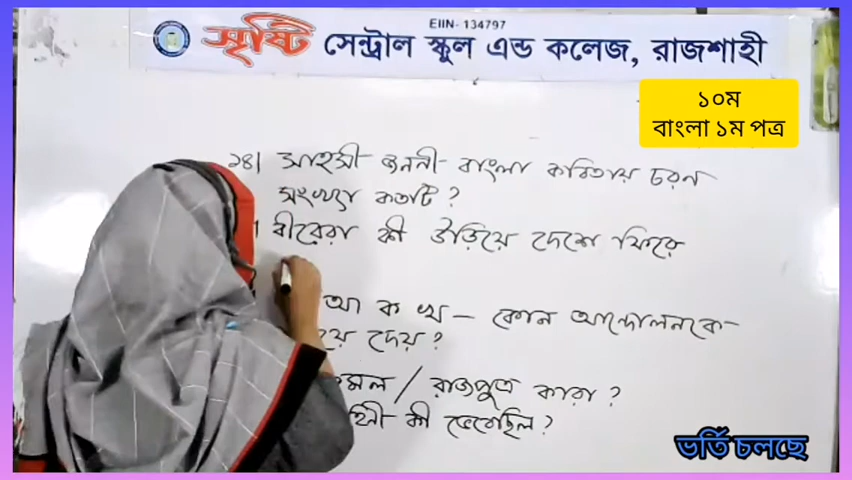 EIIN- 134797
সৃষ্টি সেন্ট্রাল স্কুল এন্ড কলেজ, রাজশাহী
১০ম
বাংলা ১ম পত্র
১৪। সাহসী জননী বাংলা কবিতায় চরন
সংখ্যা কতটি?
। বীরেরা কী উড়িয়ে দেশে ফিরে
আ ক খ — কোন আন্দোলনকে
দেয়?
/ রাজপুত্র কারা?
কী ভেবেছিল?
ভর্তি চলছে